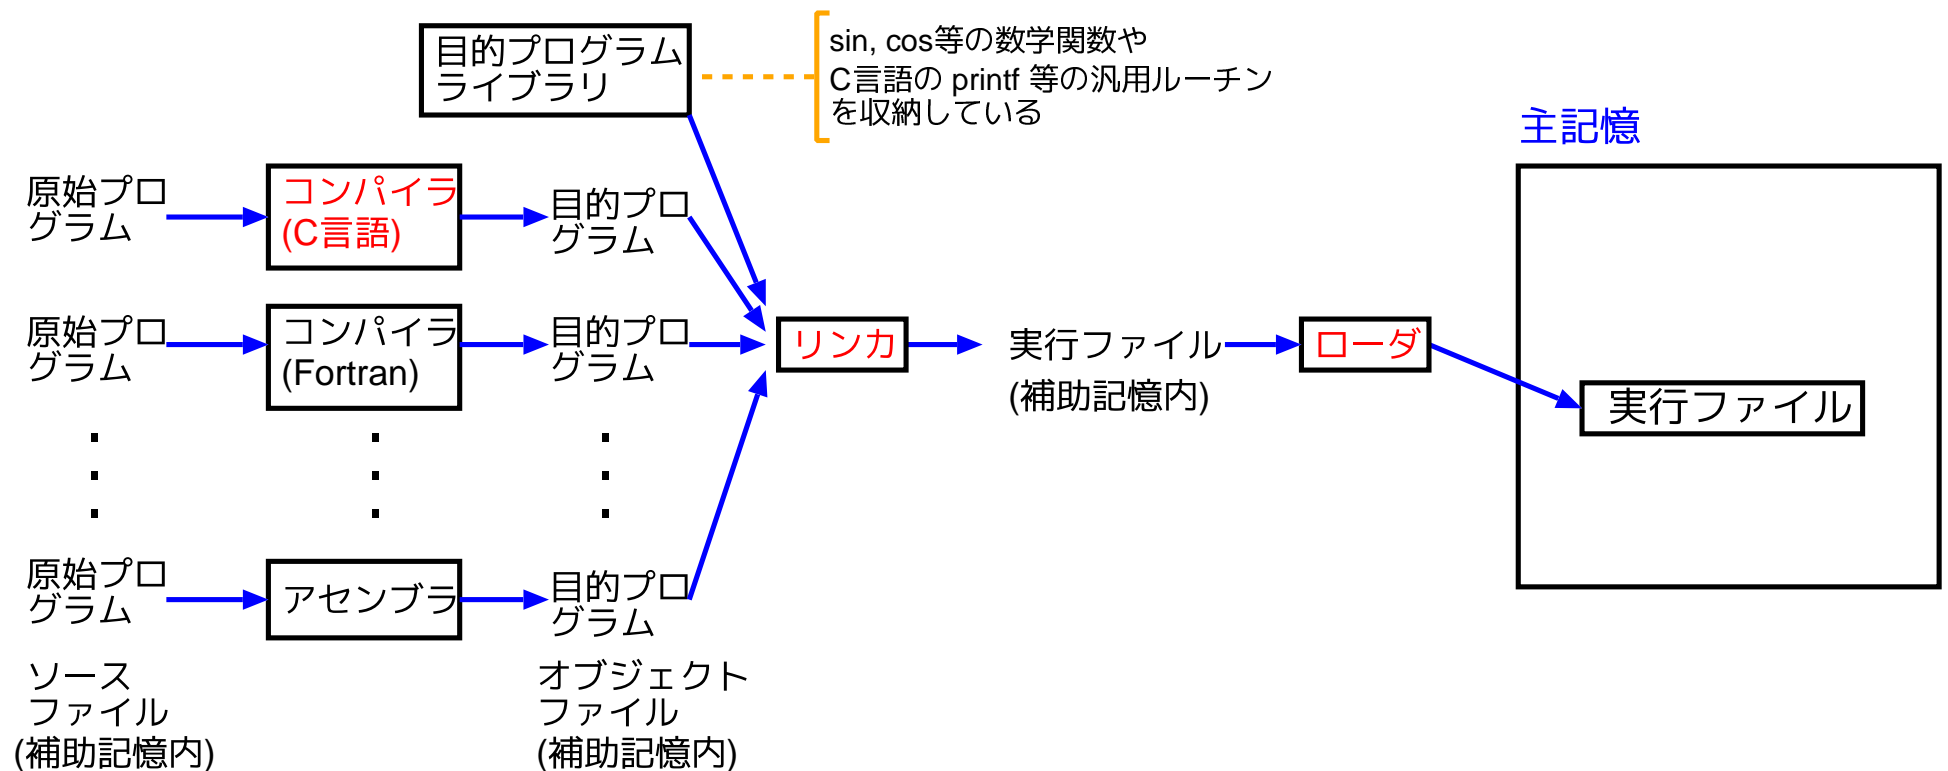 目的プログラム
ライブラリ
sin, cos等の数学関数や
C言語の printf 等の汎用ルーチン
を収納している
主記憶
原始プロ
グラム
コンパイラ
(C言語)
目的プロ
グラム
原始プロ
グラム
コンパイラ
(Fortran)
目的プロ
グラム
リンカ
実行ファイル
(補助記憶内)
ローダ
実行ファイル
原始プロ
グラム
アセンブラ
目的プロ
グラム
ソース
ファイル
(補助記憶内)
オブジェクト
ファイル
(補助記憶内)